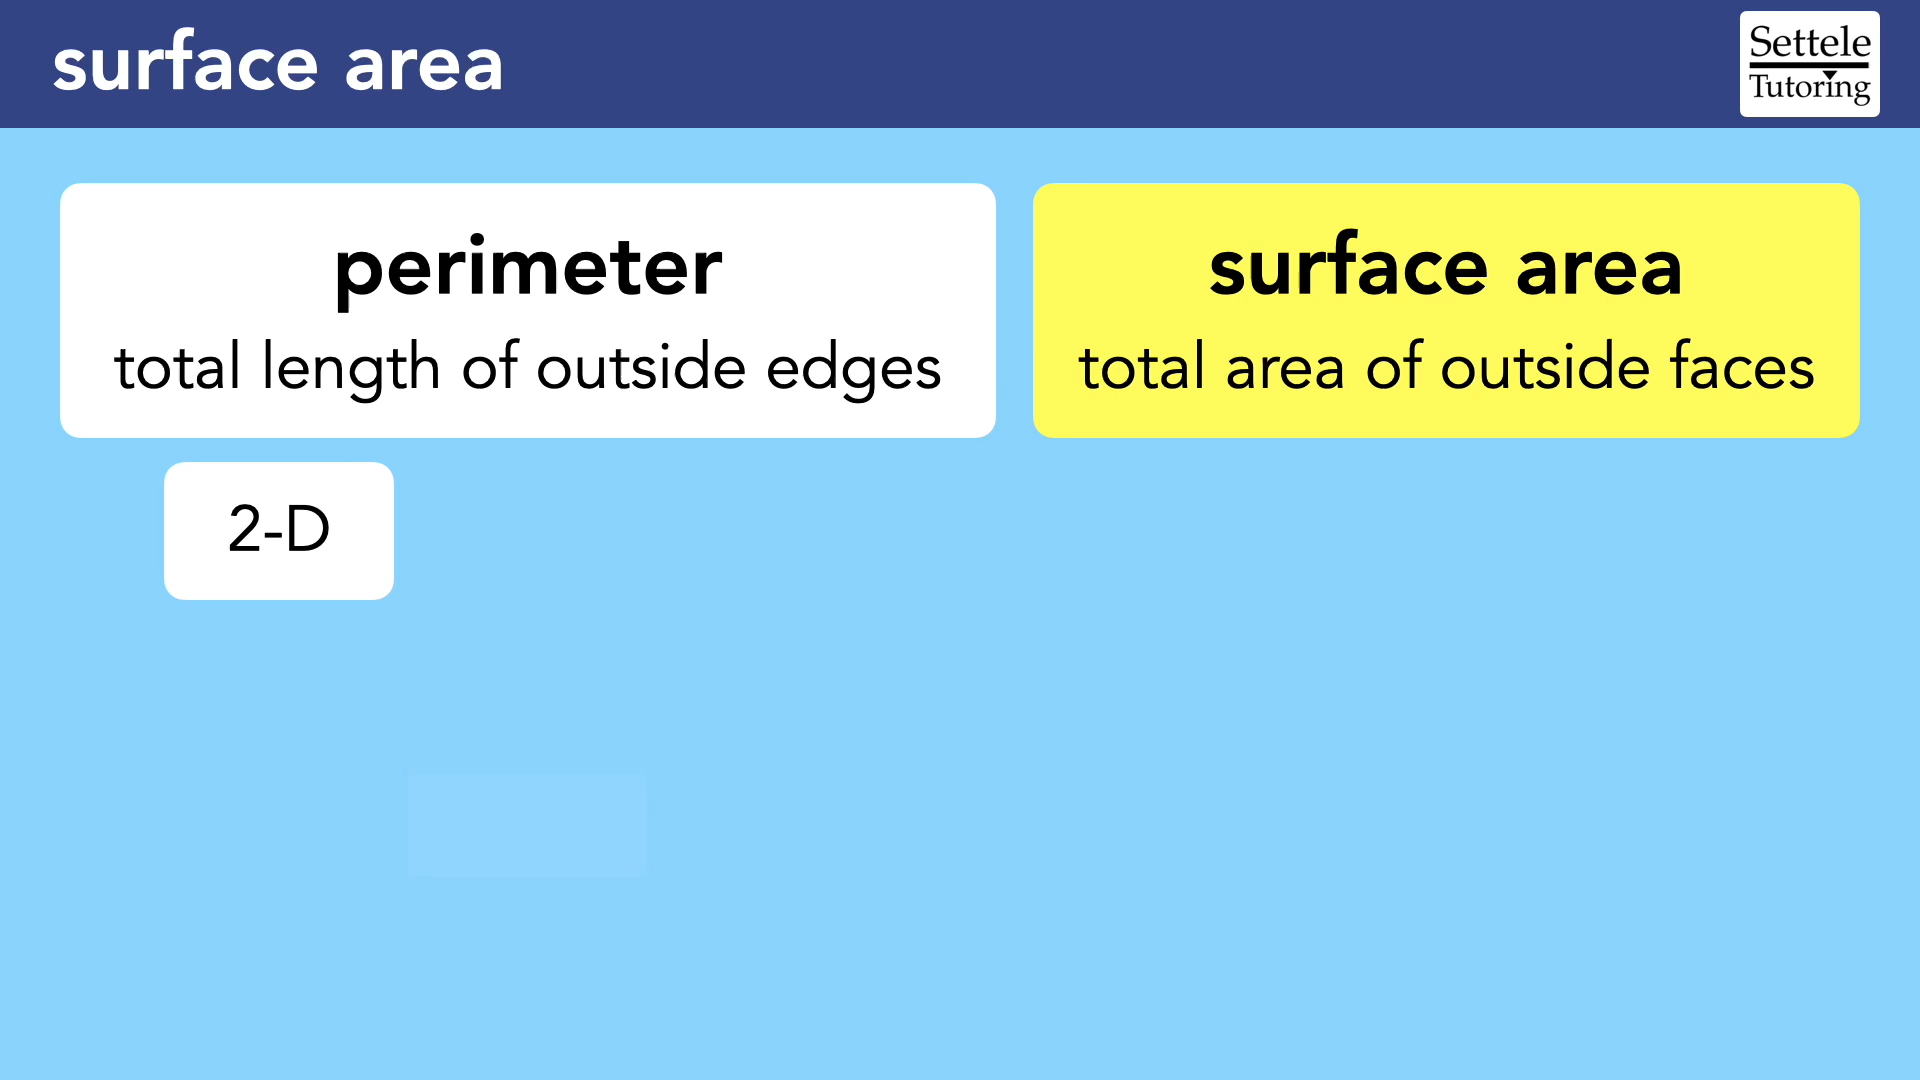 surface area
Settele
Tutoring
perimeter
total length of outside edges
surface area
total area of outside faces
2-D